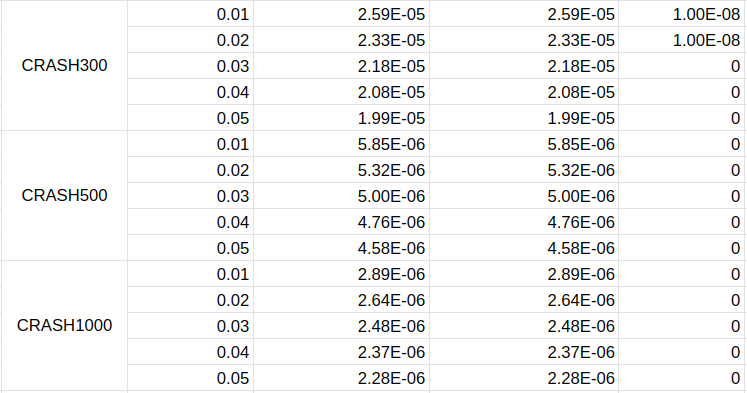 0.01 2.59E-05 2.59E-05 1.00E-08
0.02 2.33E-05 2.33E-05 1.00E-08
CRASH300 0.03 2.18E-05 2.18E-05 0
0.04 2.08E-05 2.08E-05 0
0.05 1.99E-05 1.99E-05 0
0.01 5.85E-06 5.85E-06 0
0.02 5.32E-06 5.32E-06 0
CRASH500 0.03 5.00E-06 5.00E-06 0
0.04 4.76E-06 4.76E-06 0
0.05 4.58E-06 4.58E-06 0
0.01 2.89E-06 2.89E-06 0
0.02 2.64E-06 2.64E-06 0
CRASH1000 0.03 2.48E-06 2.48E-06 0
0.04 2.37E-06 2.37E-06 0
0.05 2.28E-06 2.28E-06 0